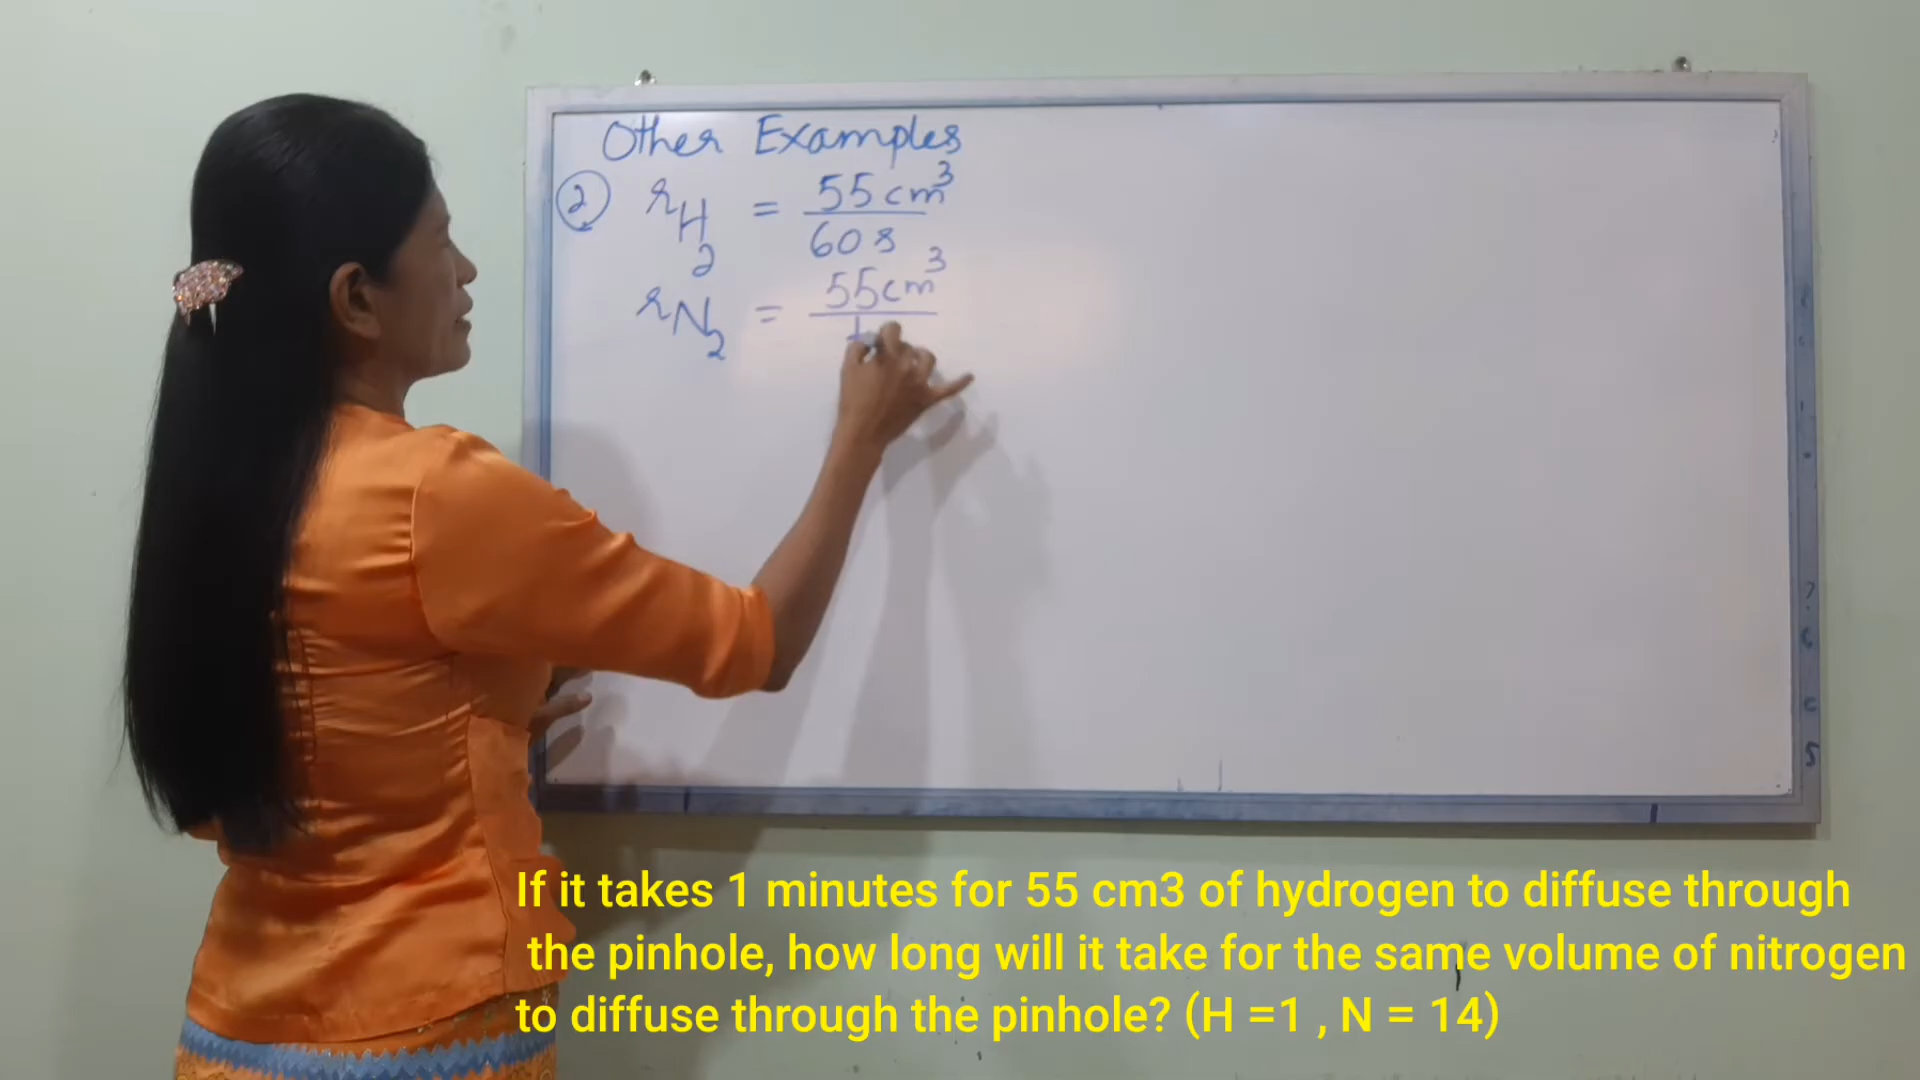 Other Examples
② rH2 = 55cm³
60s
rN2 = 55cm³
t
If it takes 1 minutes for 55 cm3 of hydrogen to diffuse through
the pinhole, how long will it take for the same volume of nitrogen
to diffuse through the pinhole? (H =1 , N = 14)